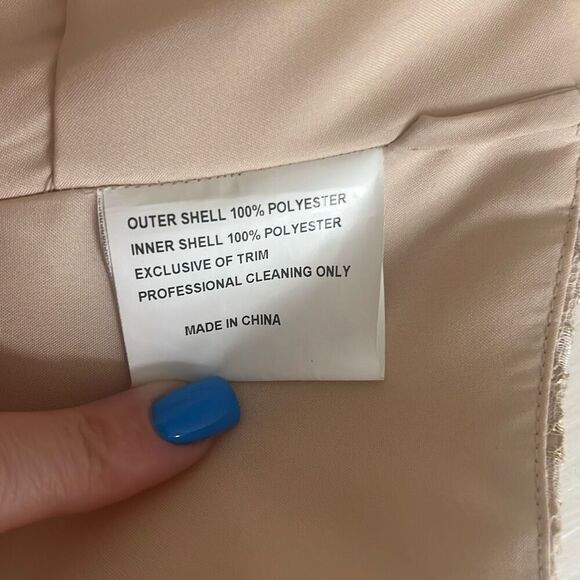 OUTER SHELL 100% POLYESTER
INNER SHELL 100% POLYESTER
EXCLUSIVE OF TRIM
PROFESSIONAL CLEANING ONLY
MADE IN CHINA